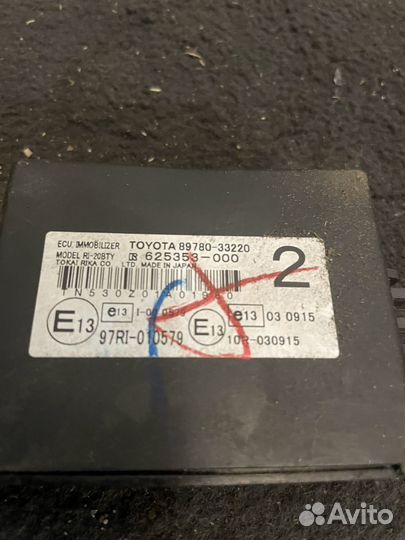 ECU, IMMOBILIZER TOYOTA 89780-33220
MODEL RI-20BTY 625353-000
TOKAI RIKA CO. LTD. MADE IN JAPAN
2
E13 e13 E13 e13 03 0915
97RI-010579 10R-030915
Avito